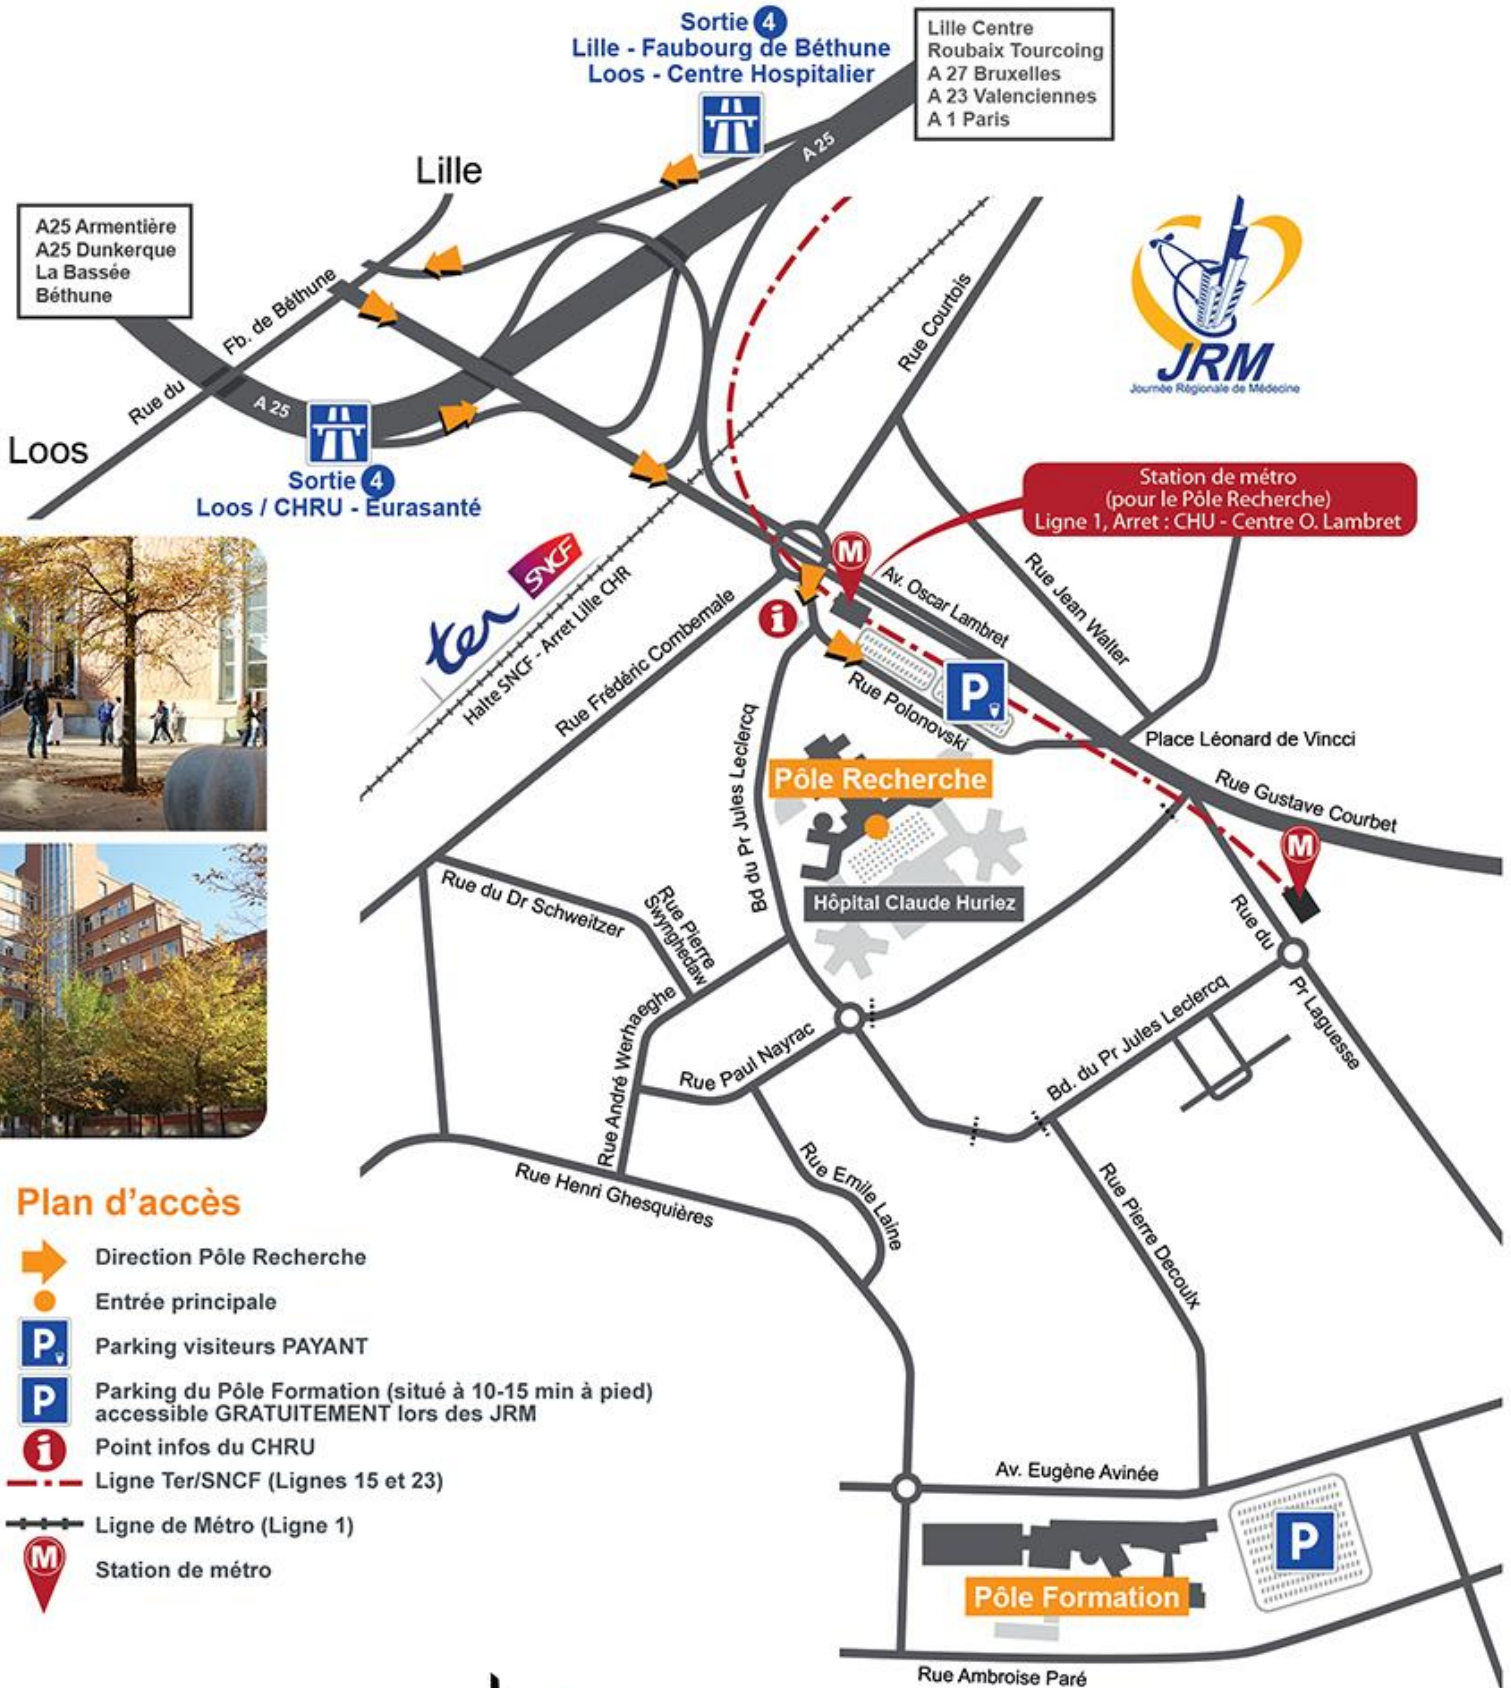 Sortie 4
Lille - Faubourg de Béthune
Loos - Centre Hospitalier
Lille Centre
Roubaix Tourcoing
A 27 Bruxelles
A 23 Valenciennes
A 1 Paris
A 25
Lille
A25 Armentière
A25 Dunkerque
La Bassée
Béthune
Rue du Fb. de Béthune
A 25
Loos
Sortie 4
Loos / CHRU - Eurasanté
Rue Courtois
JRM
Journée Régionale de Médecine
Station de métro
(pour le Pôle Recherche)
Ligne 1, Arret : CHU - Centre O. Lambret
ter SNCF
Halte SNCF - Arret Lille CHR
Rue Frédéric Combemale
M
i
Av. Oscar Lambret
Rue Jean Walter
P
Rue Polonovski
Place Léonard de Vincci
Rue Gustave Courbet
Bd du Pr Jules Leclercq
Pôle Recherche
Hôpital Claude Huriez
M
Rue du Pr Laguesse
Rue du Dr Schweitzer
Rue Pierre
Swynghedaw
Rue André Werhaeghe
Rue Paul Nayrac
Bd. du Pr Jules Leclercq
Rue Henri Ghesquières
Rue Emile Laine
Rue Pierre Decoulx
Plan d'accès
Direction Pôle Recherche
Entrée principale
P
Parking visiteurs PAYANT
P
Parking du Pôle Formation (situé à 10-15 min à pied)
accessible GRATUITEMENT lors des JRM
i
Point infos du CHRU
Ligne Ter/SNCF (Lignes 15 et 23)
Ligne de Métro (Ligne 1)
M
Station de métro
Av. Eugène Avinée
P
Pôle Formation
Rue Ambroise Paré